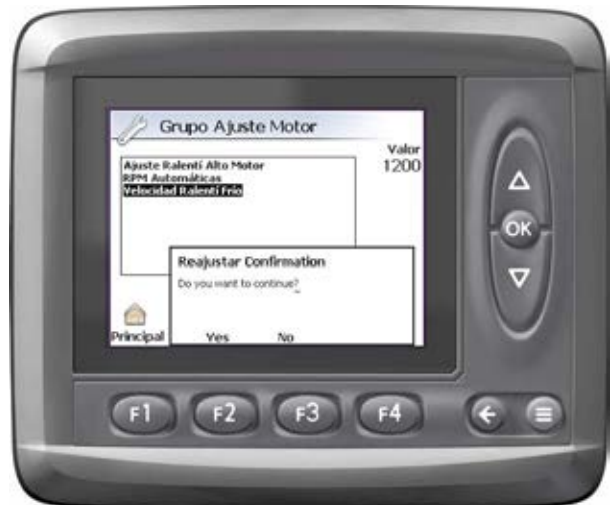 Grupo Ajuste Motor
Valor
1200
Ajuste Ralentí Alto Motor
RPM Automáticas
Velocidad Ralentí Frío
Reajustar Confirmation
Do you want to continue?
Principal
Yes No
OK
F1 F2 F3 F4